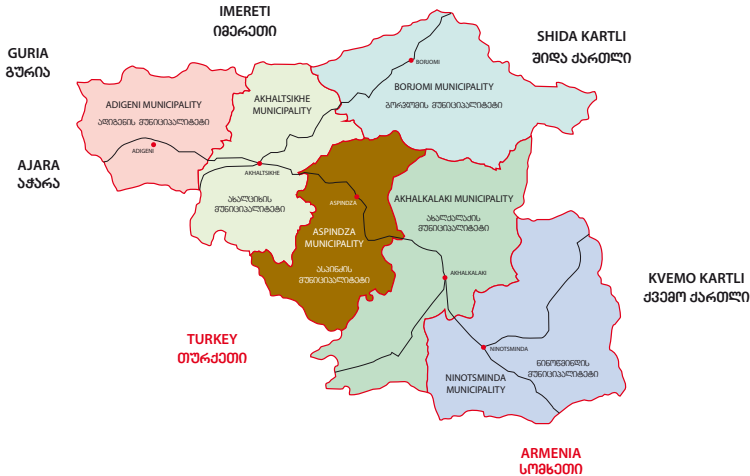 IMERETI
ᲘᲛᲔᲠᲔᲗᲘ
SHIDA KARTLI
ᲨᲘᲓᲐ ᲥᲐᲠᲗᲚᲘ
GURIA
ᲒᲣᲠᲘᲐ
BORJOMI
BORJOMI MUNICIPALITY
ᲑᲝᲠᲯᲝᲛᲘᲡ ᲛᲣᲜᲘᲪᲘᲞᲐᲚᲘᲢᲔᲢᲘ
ADIGENI MUNICIPALITY
ᲐᲓᲘᲒᲔᲜᲘᲡ ᲛᲣᲜᲘᲪᲘᲞᲐᲚᲘᲢᲔᲢᲘ
ADIGENI
AKHALTSIKHE
MUNICIPALITY
AKHALTSIKHE
ᲐᲮᲐᲚᲪᲘᲮᲘᲡ
ᲛᲣᲜᲘᲪᲘᲞᲐᲚᲘᲢᲔᲢᲘ
AJARA
ᲐᲭᲐᲠᲐ
ASPINDZA
ASPINDZA
MUNICIPALITY
ᲐᲡᲞᲘᲜᲫᲘᲡ
ᲛᲣᲜᲘᲪᲘᲞᲐᲚᲘᲢᲔᲢᲘ
AKHALKALAKI MUNICIPALITY
ᲐᲮᲐᲚᲥᲐᲚᲐᲥᲘᲡ
ᲛᲣᲜᲘᲪᲘᲞᲐᲚᲘᲢᲔᲢᲘ
AKHALKALAKI
KVEMO KARTLI
ᲥᲕᲔᲛᲝ ᲥᲐᲠᲗᲚᲘ
TURKEY
ᲗᲣᲠᲥᲔᲗᲘ
NINOTSMINDA
ᲜᲘᲜᲝᲬᲛᲘᲜᲓᲘᲡ
ᲛᲣᲜᲘᲪᲘᲞᲐᲚᲘᲢᲔᲢᲘ
NINOTSMINDA
MUNICIPALITY
ARMENIA
ᲡᲝᲛᲮᲔᲗᲘ